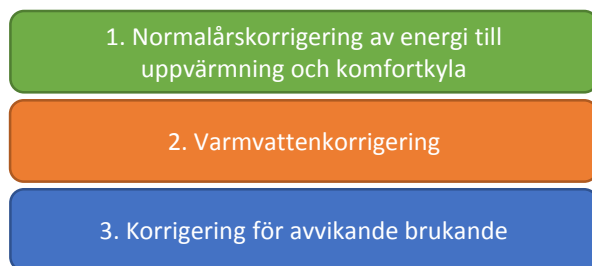 1. Normalårskorrigering av energi till
uppvärmning och komfortkyla
2. Varmvattenkorrigering
3. Korrigering för avvikande brukande